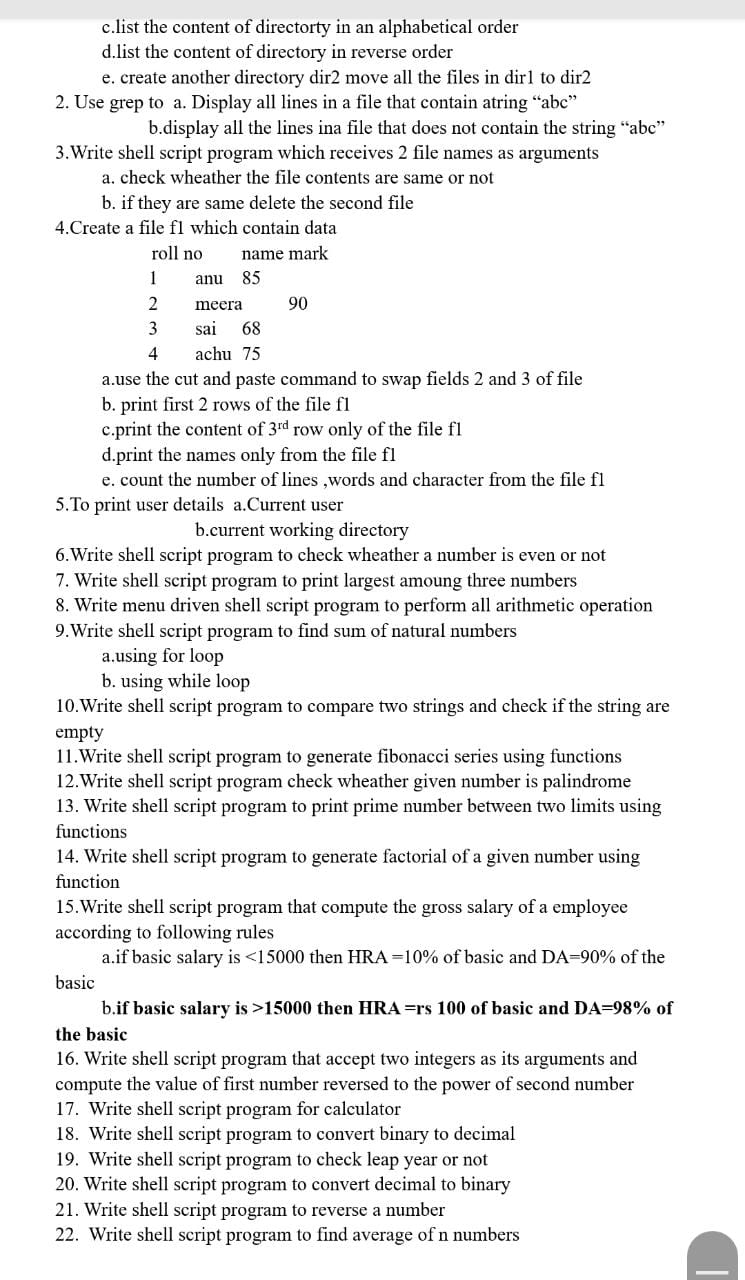 c.list the content of directorty in an alphabetical order
d.list the content of directory in reverse order
e. create another directory dir2 move all the files in dir1 to dir2
2. Use grep to  a. Display all lines in a file that contain atring “abc”
b.display all the lines ina file that does not contain the string “abc”
3.Write shell script program which receives 2 file names as arguments
a. check wheather the file contents are same or not
b. if they are same delete the second file
4.Create a file f1 which contain data
roll no name mark
1 anu 85
2 meera 90
3 sai 68
4 achu 75
a.use the cut and paste command to swap fields 2 and 3 of file
b. print first 2 rows of the file f1
c.print the content of 3rd row only of the file f1
d.print the names only from the file f1
e. count the number of lines ,words and character from the file f1
5.To print user details  a.Current user
b.current working directory
6.Write shell script program to check wheather a number is even or not
7. Write shell script program to print largest amoung three numbers
8. Write menu driven shell script program to perform all arithmetic operation
9.Write shell script program to find sum of natural numbers
a.using for loop
b. using while loop
10.Write shell script program to compare two strings and check if the string are
empty
11.Write shell script program to generate fibonacci series using functions
12.Write shell script program check wheather given number is palindrome
13. Write shell script program to print prime number between two limits using
functions
14. Write shell script program to generate factorial of a given number using
function
15.Write shell script program that compute the gross salary of a employee
according to following rules
a.if basic salary is <15000 then HRA =10% of basic and DA=90% of the
basic
b.if basic salary is >15000 then HRA =rs 100 of basic and DA=98% of
the basic
16. Write shell script program that accept two integers as its arguments and
compute the value of first number reversed to the power of second number
17.  Write shell script program for calculator
18.  Write shell script program to convert binary to decimal
19.  Write shell script program to check leap year or not
20. Write shell script program to convert decimal to binary
21. Write shell script program to reverse a number
22.  Write shell script program to find average of n numbers